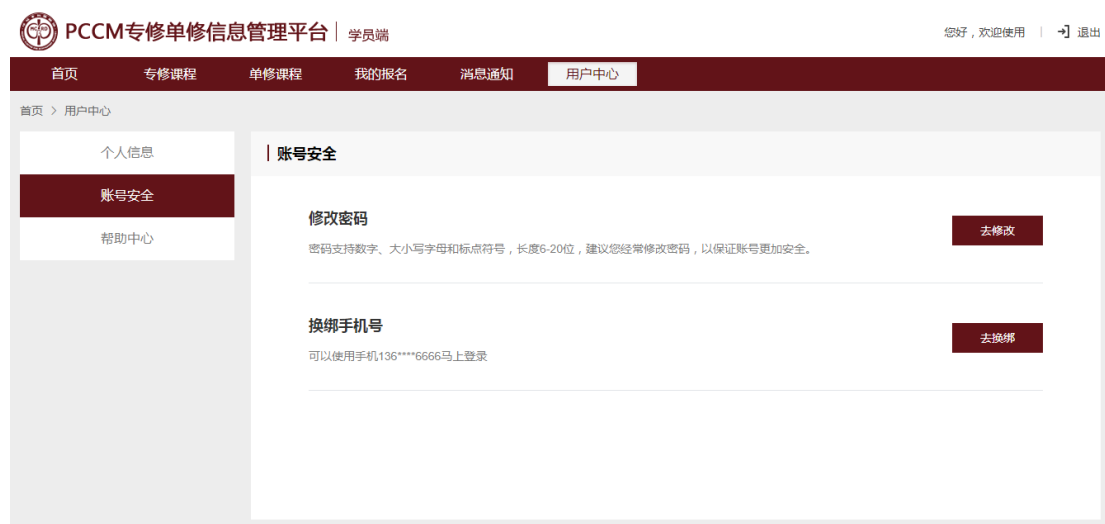 PCCM专修单修信息管理平台 学员端
您好，欢迎使用 退出
首页 专修课程 单修课程 我的报名 消息通知 用户中心
首页 > 用户中心
个人信息
账号安全
帮助中心
账号安全
修改密码
密码支持数字、大小写字母和标点符号，长度6-20位，建议您经常修改密码，以保证账号更加安全。
去修改
换绑手机号
可以使用手机136****6666马上登录
去换绑